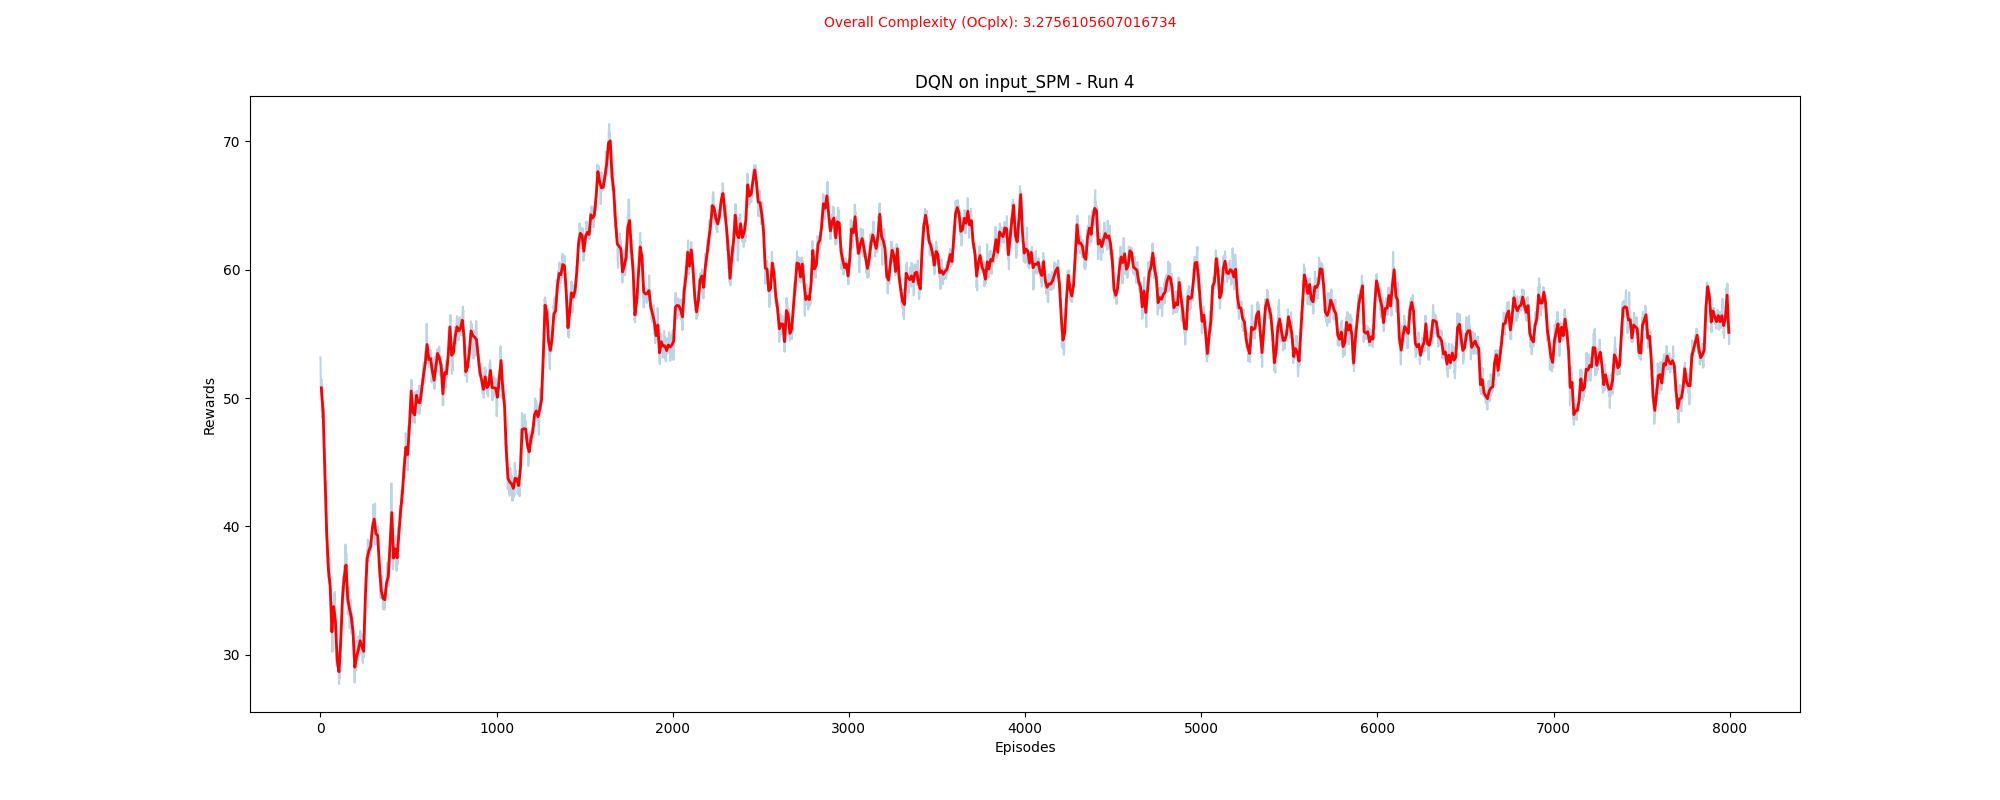 Overall Complexity (OCplx): 3.2756105607016734
DQN on input_SPM - Run 4
70
60
50
40
30
Rewards
0 1000 2000 3000 4000 5000 6000 7000 8000
Episodes